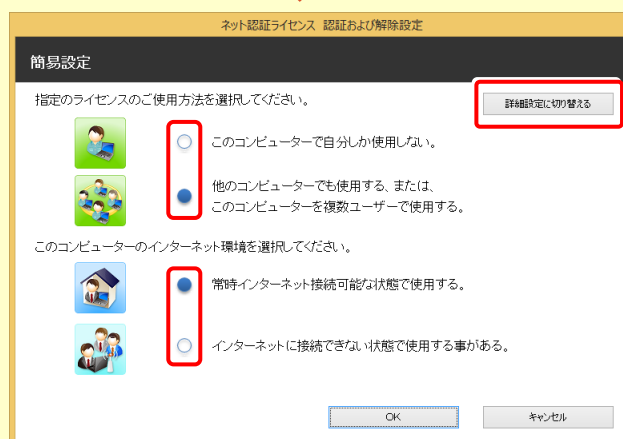 ネット認証ライセンス 認証および解除設定
簡易設定
指定のライセンスのご使用方法を選択してください。
詳細設定に切り替える
このコンピューターで自分しか使用しない。
他のコンピューターでも使用する、または、
このコンピューターを複数ユーザーで使用する。
このコンピューターのインターネット環境を選択してください。
常時インターネット接続可能な状態で使用する。
インターネットに接続できない状態で使用する事がある。
OK
キャンセル